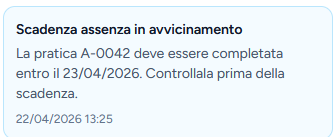 Scadenza assenza in avvicinamento
La pratica A-0042 deve essere completata
entro il 23/04/2026. Controllala prima della
scadenza.
22/04/2026 13:25